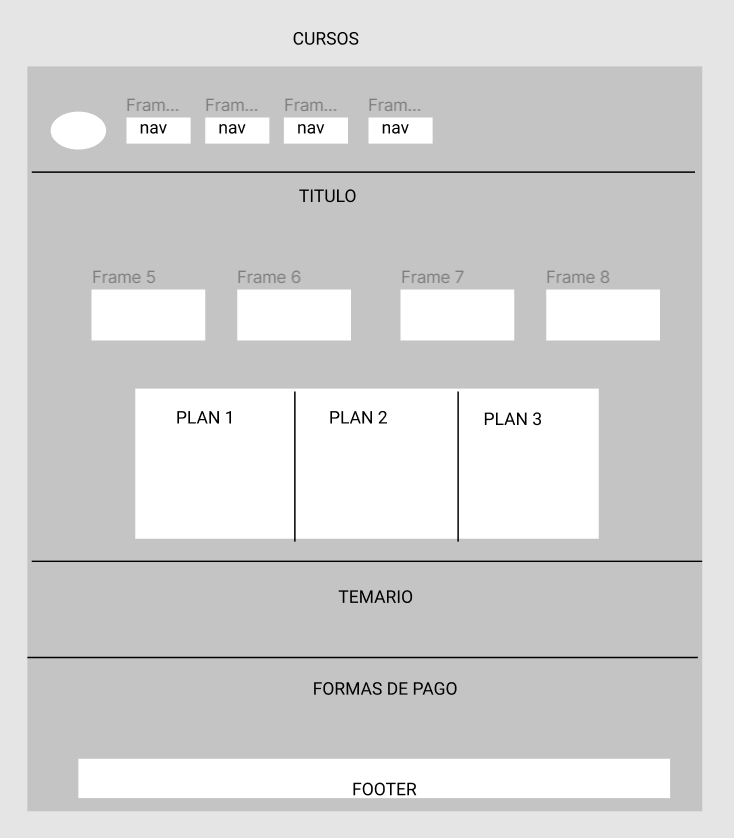 CURSOS
Fram... Fram... Fram... Fram...
nav nav nav nav
TITULO
Frame 5 Frame 6 Frame 7 Frame 8
PLAN 1 PLAN 2 PLAN 3
TEMARIO
FORMAS DE PAGO
FOOTER